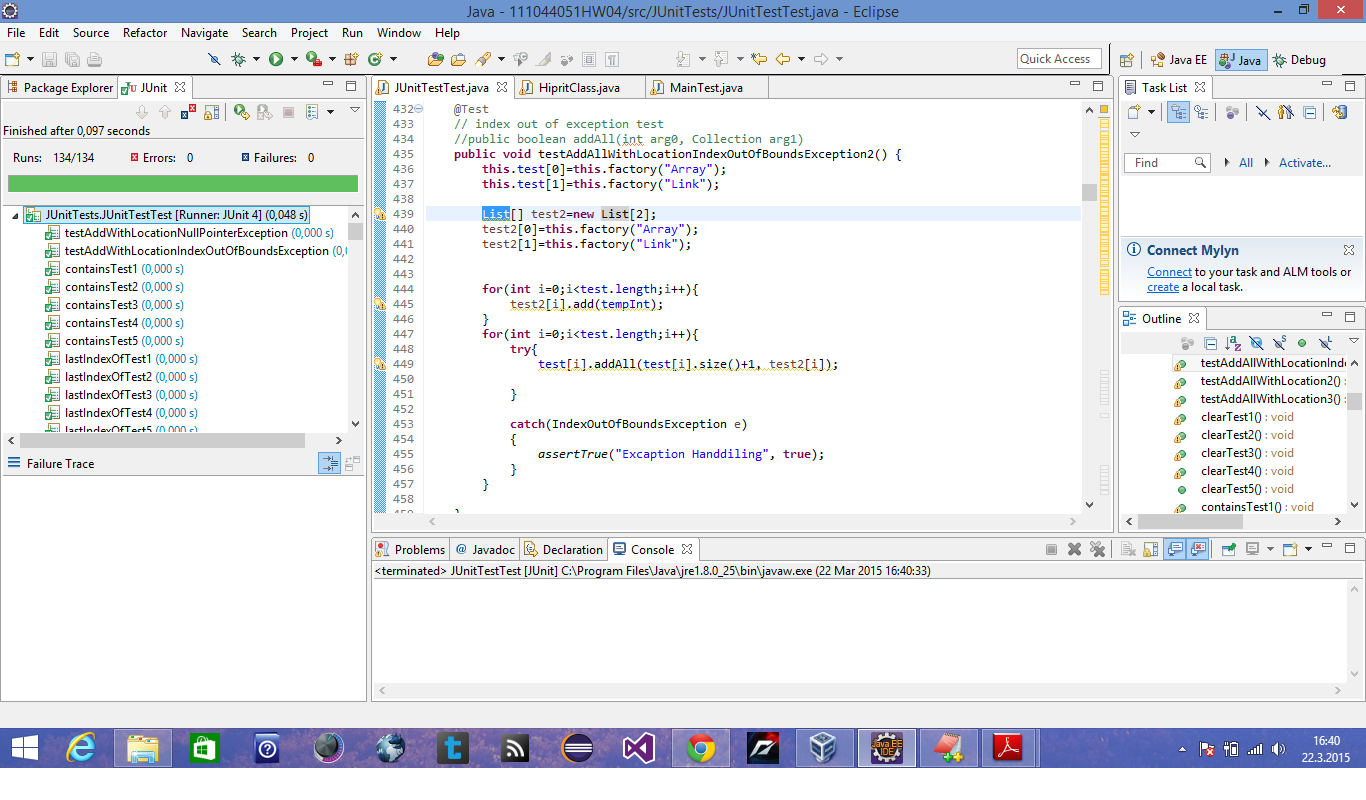 Java - 111044051HW04/src/JUnitTests/JUnitTestTest.java - Eclipse
File Edit Source Refactor Navigate Search Project Run Window Help
Quick Access
Java EE Java Debug
Package Explorer JUnit
Finished after 0,097 seconds
Runs: 134/134 Errors: 0 Failures: 0
JUnitTests.JUnitTestTest [Runner: JUnit 4] (0,048 s)
testAddWithLocationNullPointerException (0,000 s)
testAddWithLocationIndexOutOfBoundsException (0,(
containsTest1 (0,000 s)
containsTest2 (0,000 s)
containsTest3 (0,000 s)
containsTest4 (0,000 s)
containsTest5 (0,000 s)
lastIndexOfTest1 (0,000 s)
lastIndexOfTest2 (0,000 s)
lastIndexOfTest3 (0,000 s)
lastIndexOfTest4 (0,000 s)
lastIndexOfTest5 (0,000 s)
Failure Trace
JUnitTestTest.java HipritClass.java MainTest.java
432 @Test
433 // index out of exception test
434 //public boolean addAll(int arg0, Collection arg1)
435 public void testAddAllWithLocationIndexOutOfBoundsException2() {
436 this.test[0]=this.factory("Array");
437 this.test[1]=this.factory("Link");
438
439 List[] test2=new List[2];
440 test2[0]=this.factory("Array");
441 test2[1]=this.factory("Link");
442
443
444 for(int i=0;i<test.length;i++){
445 test2[i].add(tempInt);
446 }
447 for(int i=0;i<test.length;i++){
448 try{
449 test[i].addAll(test[i].size()+1, test2[i]);
450
451 }
452
453 catch(IndexOutOfBoundsException e)
454 {
455 assertTrue("Excaption Handdiling", true);
456 }
457 }
458
459 }
Task List
Find All Activate...
Connect Mylyn
Connect to your task and ALM tools or
create a local task.
Outline
testAddAllWithLocationInde
testAddAllWithLocation2() :
testAddAllWithLocation3() :
clearTest1() : void
clearTest2() : void
clearTest3() : void
clearTest4() : void
clearTest5() : void
containsTest1() : void
Problems @ Javadoc Declaration Console
<terminated> JUnitTestTest [JUnit] C:\Program Files\Java\jre1.8.0_25\bin\javaw.exe (22 Mar 2015 16:40:33)
Java EE
IDE
16:40
22.3.2015